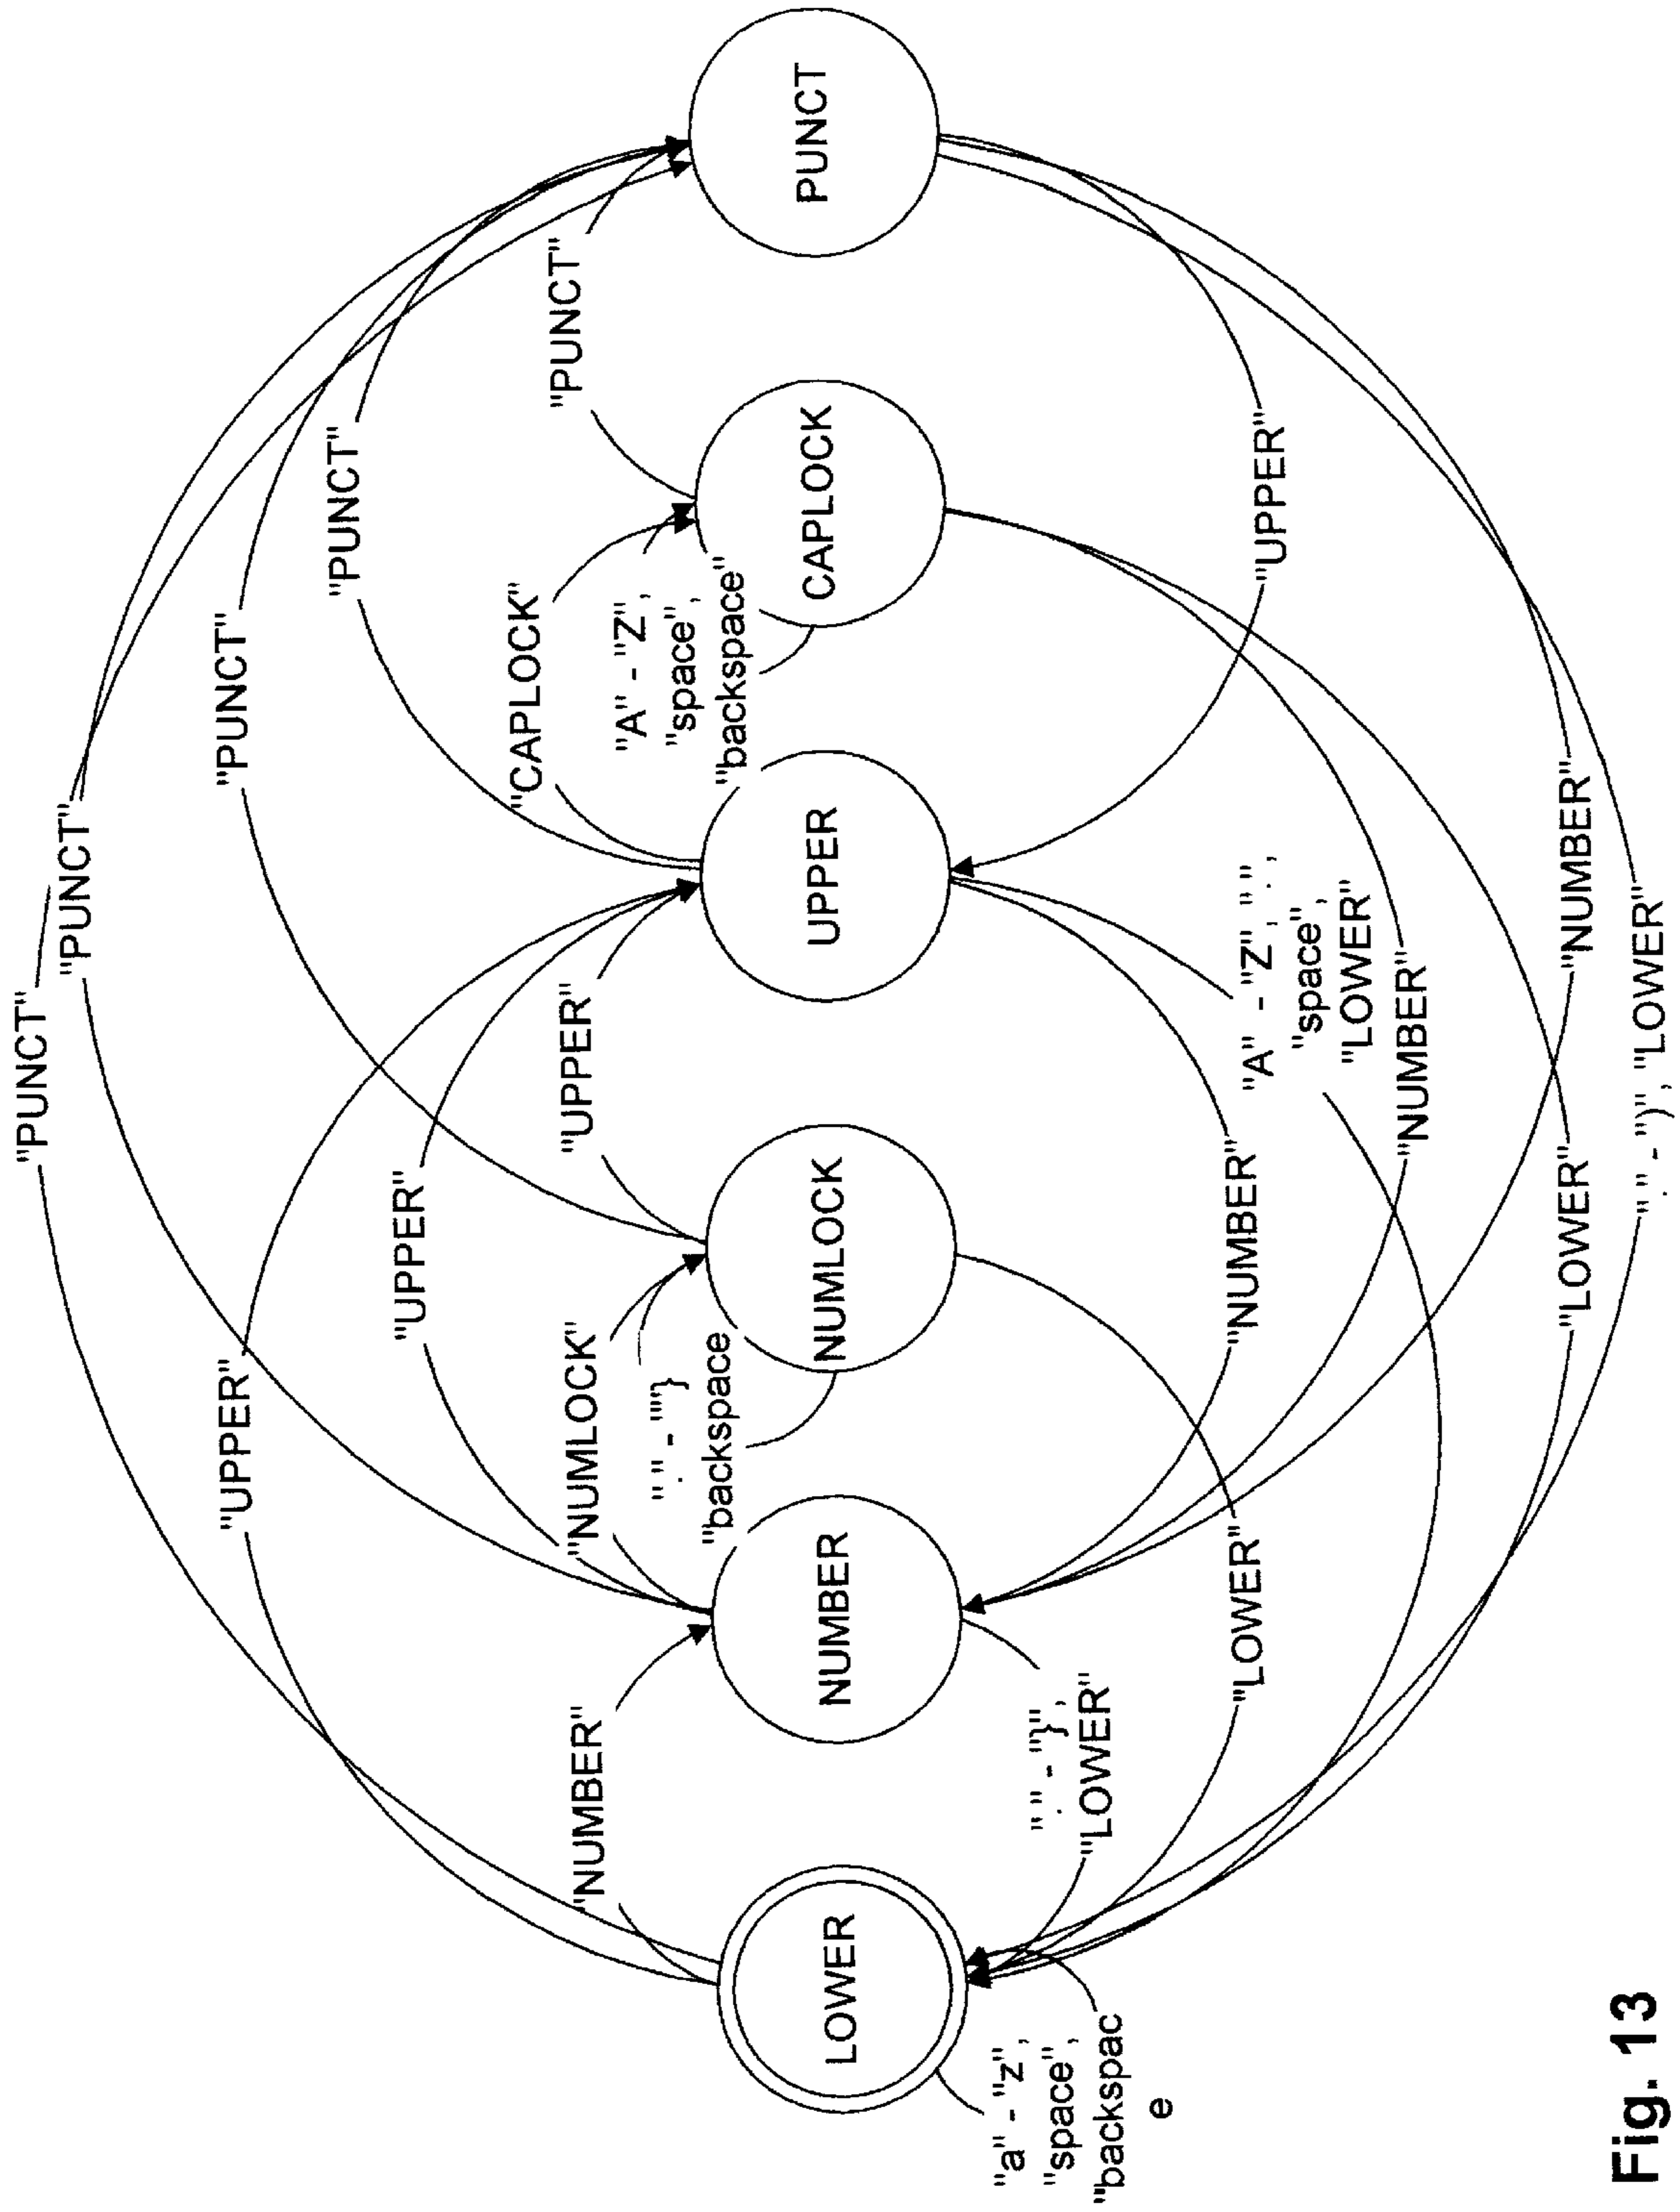 "PUNCT"
"PUNCT"
"PUNCT"
"UPPER"
"PUNCT"
"UPPER"
"CAPLOCK"
"PUNCT"
"UPPER"
"NUMLOCK"
"NUMBER"
"." - ""}
"backspace
"A" - "Z",
"space",
"backspace"
LOWER
NUMBER
NUMLOCK
UPPER
CAPLOCK
PUNCT
"a" - "z",
"space",
"backspac
e
"." - "}",
"LOWER"
"LOWER"
"NUMBER"
"A" - "Z", ".",
"space",
"LOWER"
"UPPER"
"NUMBER"
"LOWER"
"NUMBER"
"." - ")", "LOWER"
Fig. 13